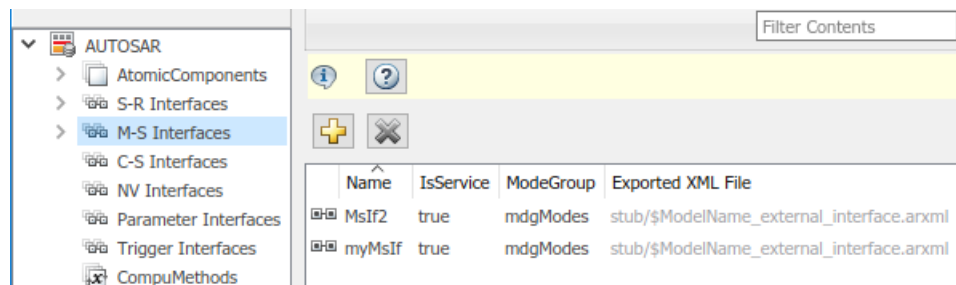 Filter Contents
AUTOSAR
AtomicComponents
S-R Interfaces
M-S Interfaces
C-S Interfaces
NV Interfaces
Parameter Interfaces
Trigger Interfaces
CompuMethods
Name IsService ModeGroup Exported XML File
MsIf2 true mdgModes stub/$ModelName_external_interface.arxml
myMsIf true mdgModes stub/$ModelName_external_interface.arxml